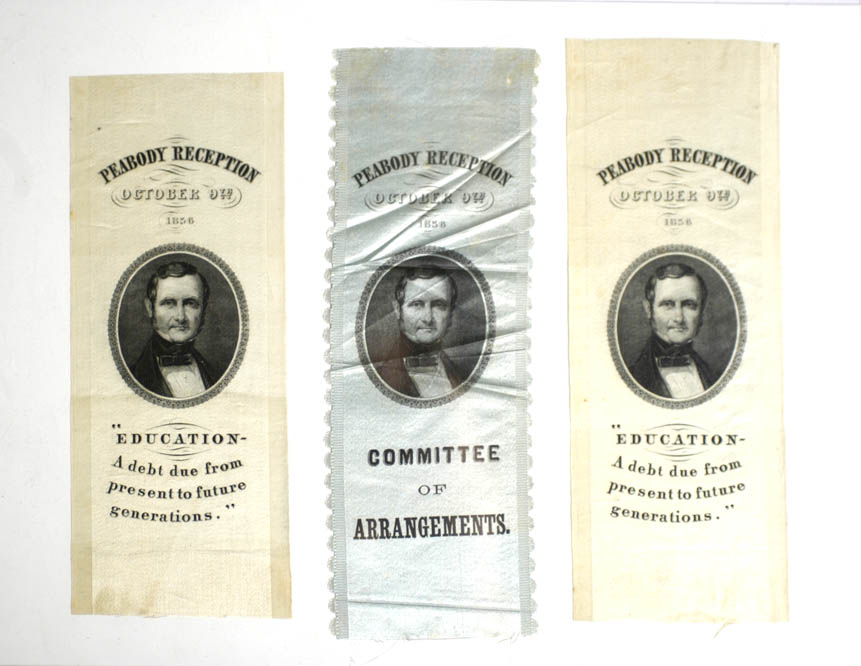 PEABODY RECEPTION
OCTOBER 9TH
1856
"EDUCATION-
A debt due from
present to future
generations."
PEABODY RECEPTION
OCTOBER 9TH
1856
COMMITTEE
OF
ARRANGEMENTS.
PEABODY RECEPTION
OCTOBER 9TH
1856
"EDUCATION-
A debt due from
present to future
generations."